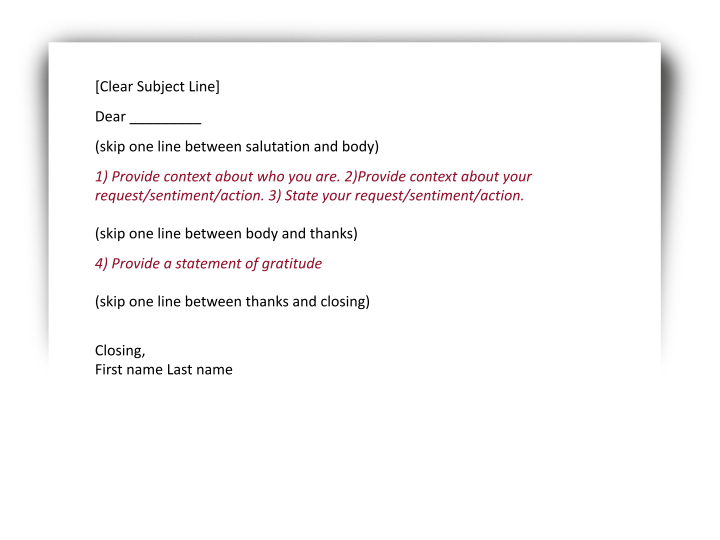 [Clear Subject Line]
Dear _________
(skip one line between salutation and body)
1) Provide context about who you are. 2)Provide context about your
request/sentiment/action. 3) State your request/sentiment/action.
(skip one line between body and thanks)
4) Provide a statement of gratitude
(skip one line between thanks and closing)
Closing,
First name Last name